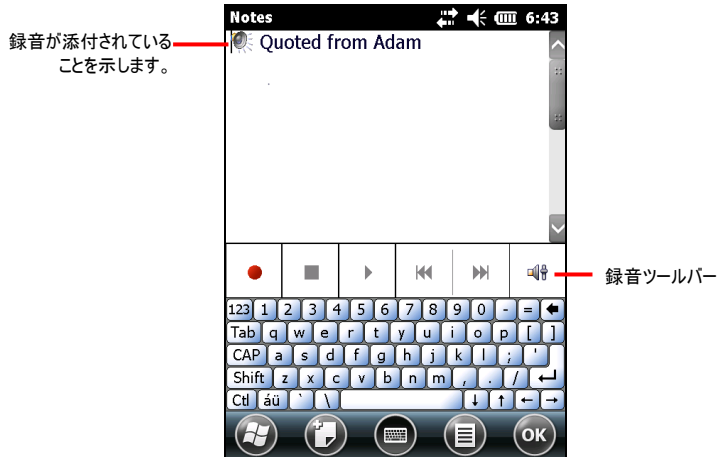 Notes 6:43
録音が添付されている
ことを示します。
Quoted from Adam
録音ツールバー
123 1 2 3 4 5 6 7 8 9 0 - =
Tab q w e r t y u i o p [ ]
CAP a s d f g h j k l ; '
Shift z x c v b n m , . /
Ctl áü ` \
OK